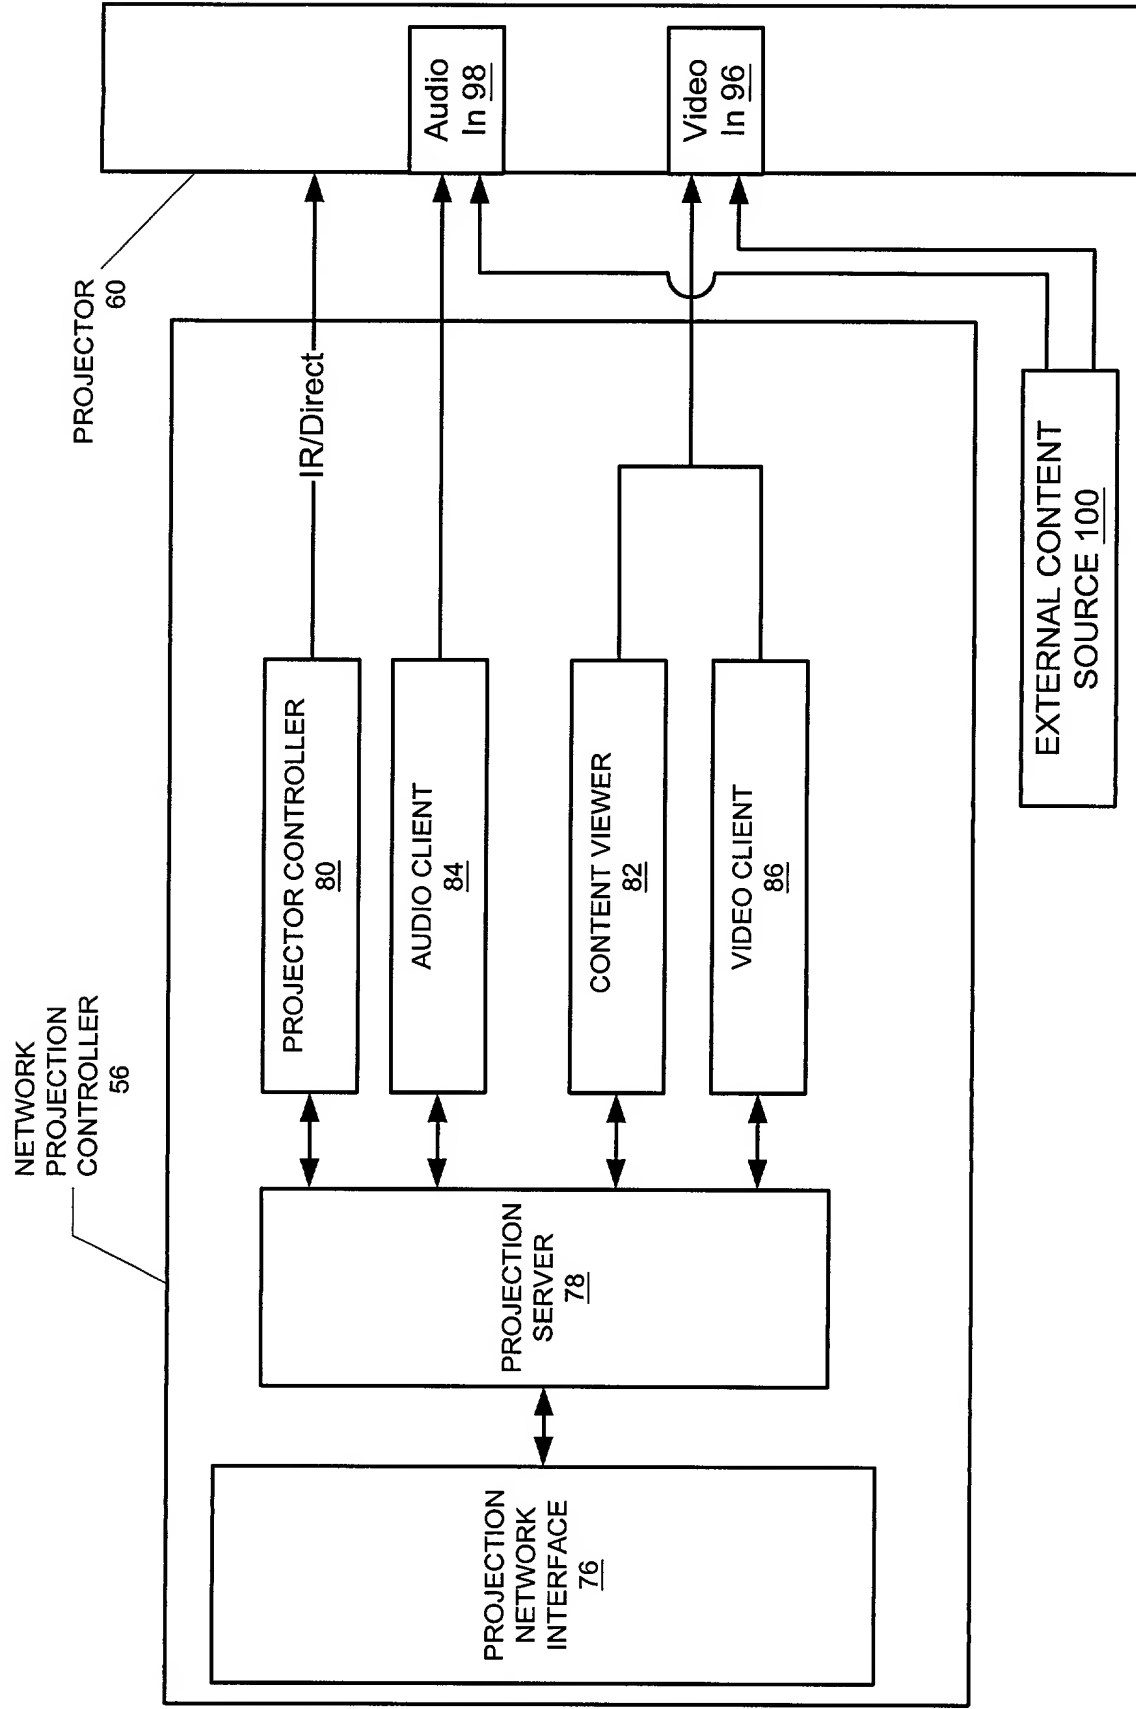 NETWORK
PROJECTION
CONTROLLER
56
PROJECTION
NETWORK
INTERFACE
76
PROJECTION
SERVER
78
PROJECTOR CONTROLLER
80
AUDIO CLIENT
84
CONTENT VIEWER
82
VIDEO CLIENT
86
IR/Direct
PROJECTOR
60
Audio
In 98
Video
In 96
EXTERNAL CONTENT
SOURCE 100